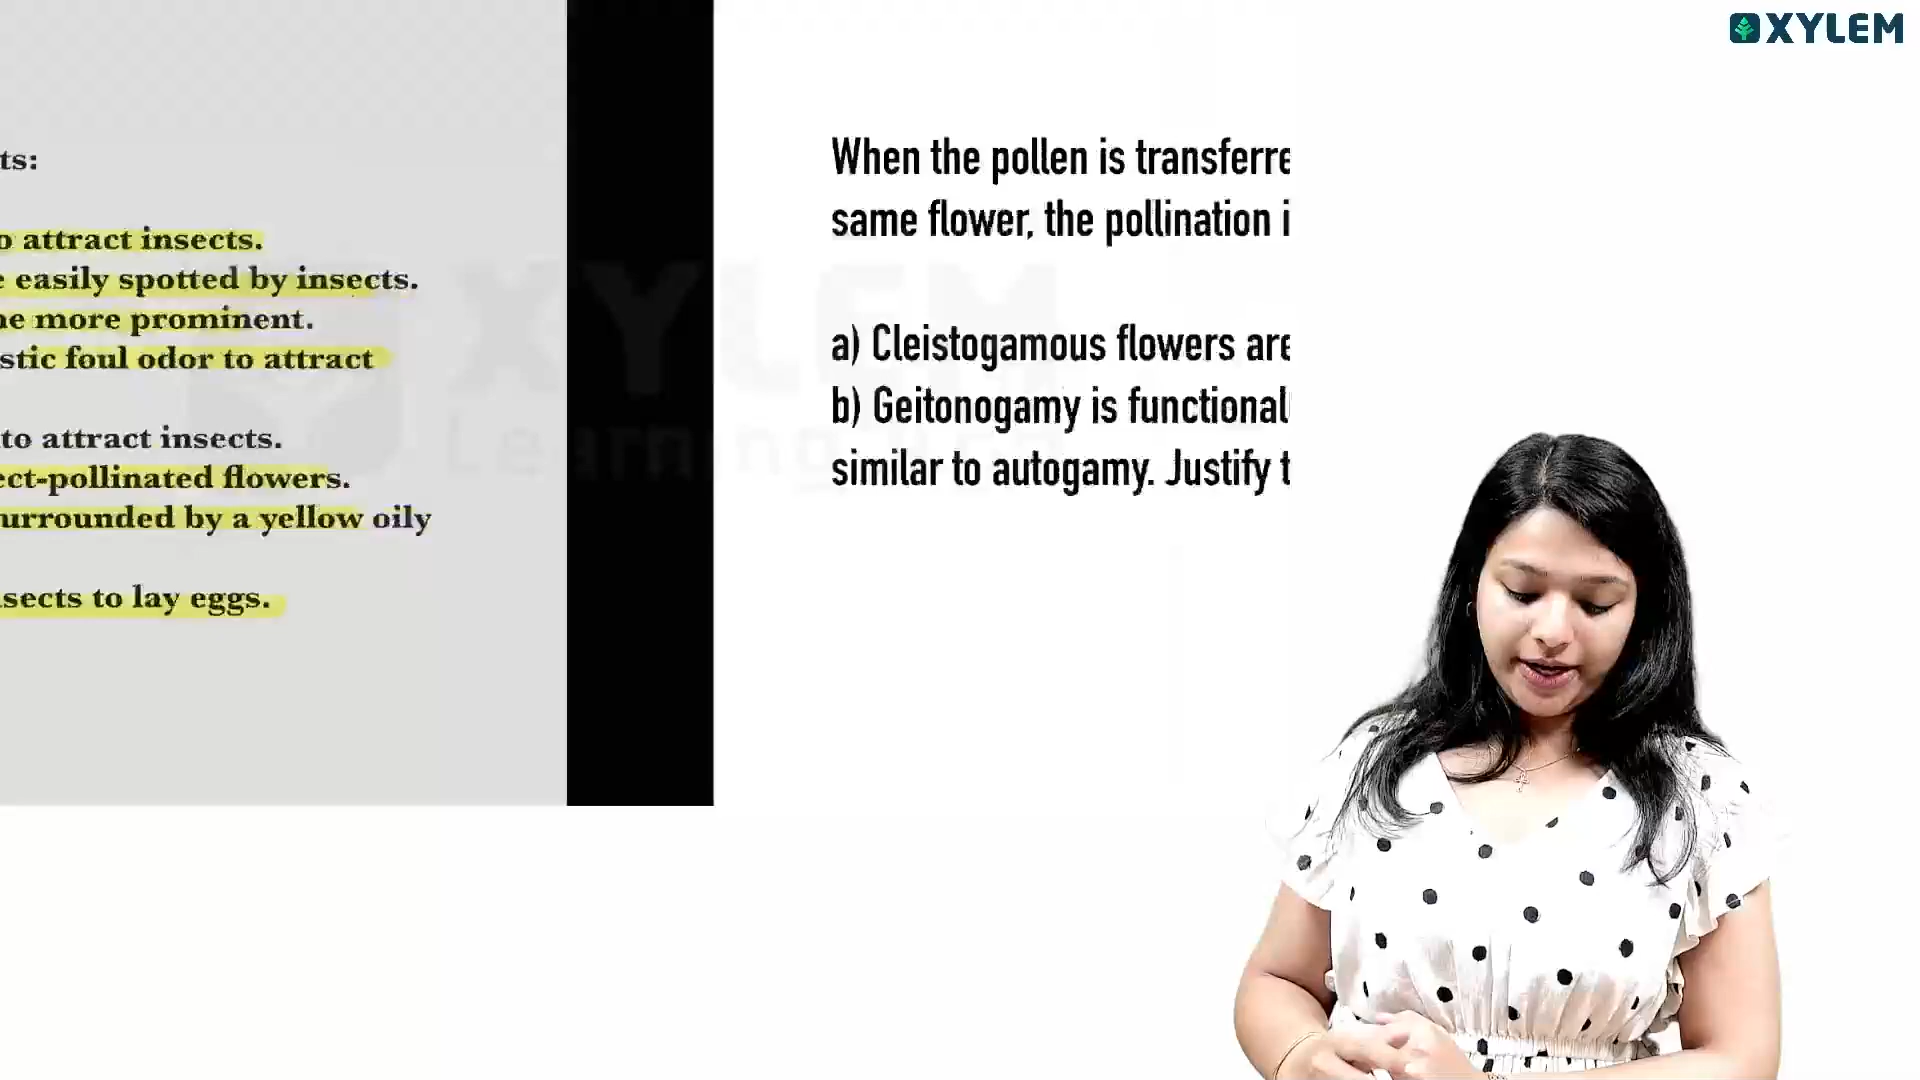 XYLEM
ts:
o attract insects.
e easily spotted by insects.
ne more prominent.
stic foul odor to attract
to attract insects.
ect-pollinated flowers.
urrounded by a yellow oily
sects to lay eggs.
When the pollen is transferre
same flower, the pollination i
a) Cleistogamous flowers are
b) Geitonogamy is functional
similar to autogamy. Justify t
XYLEM
Learning